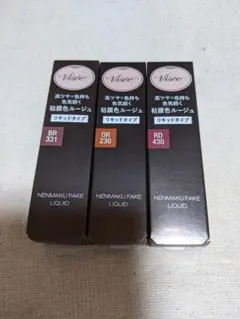 Visée
高ツヤ×色持ち
色気続く
粘膜色ルージュ
リキッドタイプ
BR
331
NENMAKU FAKE
LIQUID
Visée
高ツヤ×色持ち
色気続く
粘膜色ルージュ
リキッドタイプ
OR
230
NENMAKU FAKE
LIQUID
Visée
高ツヤ×色持ち
色気続く
粘膜色ルージュ
リキッドタイプ
RD
430
NENMAKU FAKE
LIQUID